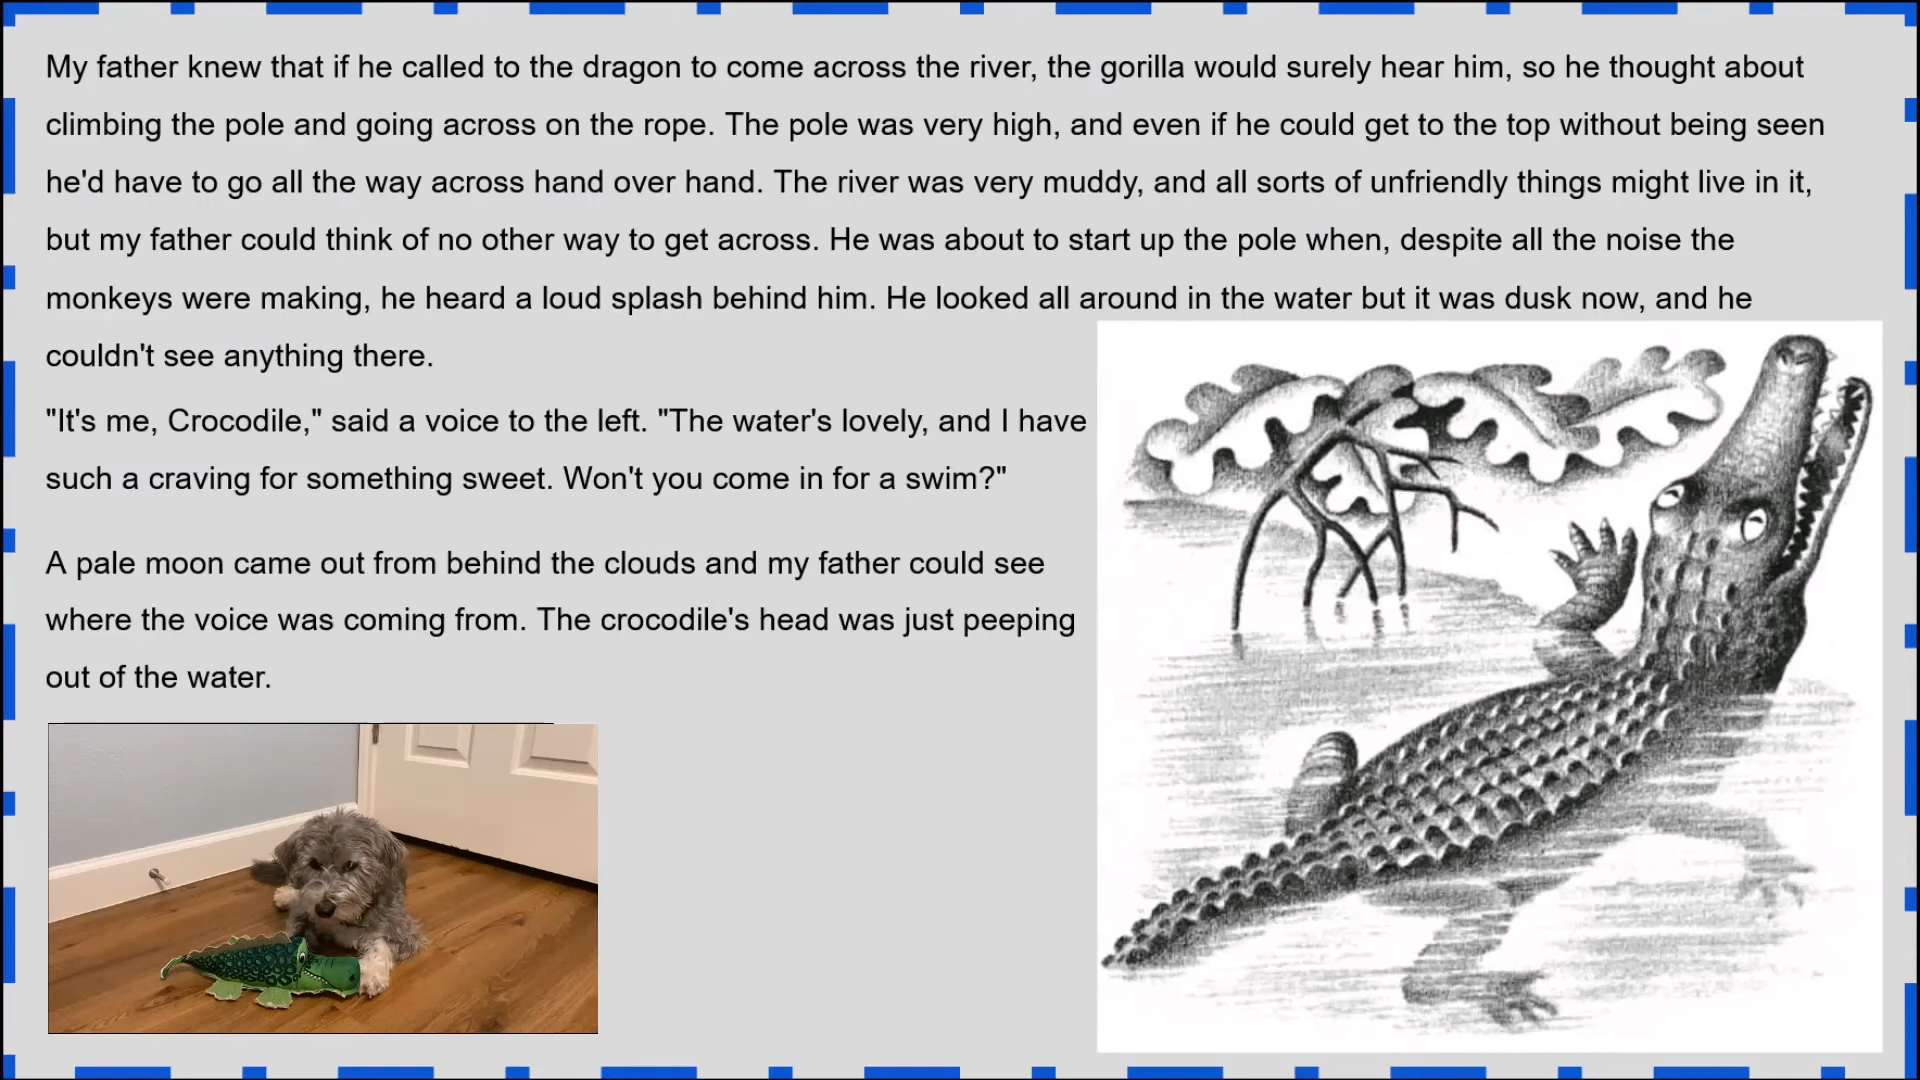 My father knew that if he called to the dragon to come across the river, the gorilla would surely hear him, so he thought about
climbing the pole and going across on the rope. The pole was very high, and even if he could get to the top without being seen
he'd have to go all the way across hand over hand. The river was very muddy, and all sorts of unfriendly things might live in it,
but my father could think of no other way to get across. He was about to start up the pole when, despite all the noise the
monkeys were making, he heard a loud splash behind him. He looked all around in the water but it was dusk now, and he
couldn't see anything there.
"It's me, Crocodile," said a voice to the left. "The water's lovely, and I have
such a craving for something sweet. Won't you come in for a swim?"
A pale moon came out from behind the clouds and my father could see
where the voice was coming from. The crocodile's head was just peeping
out of the water.